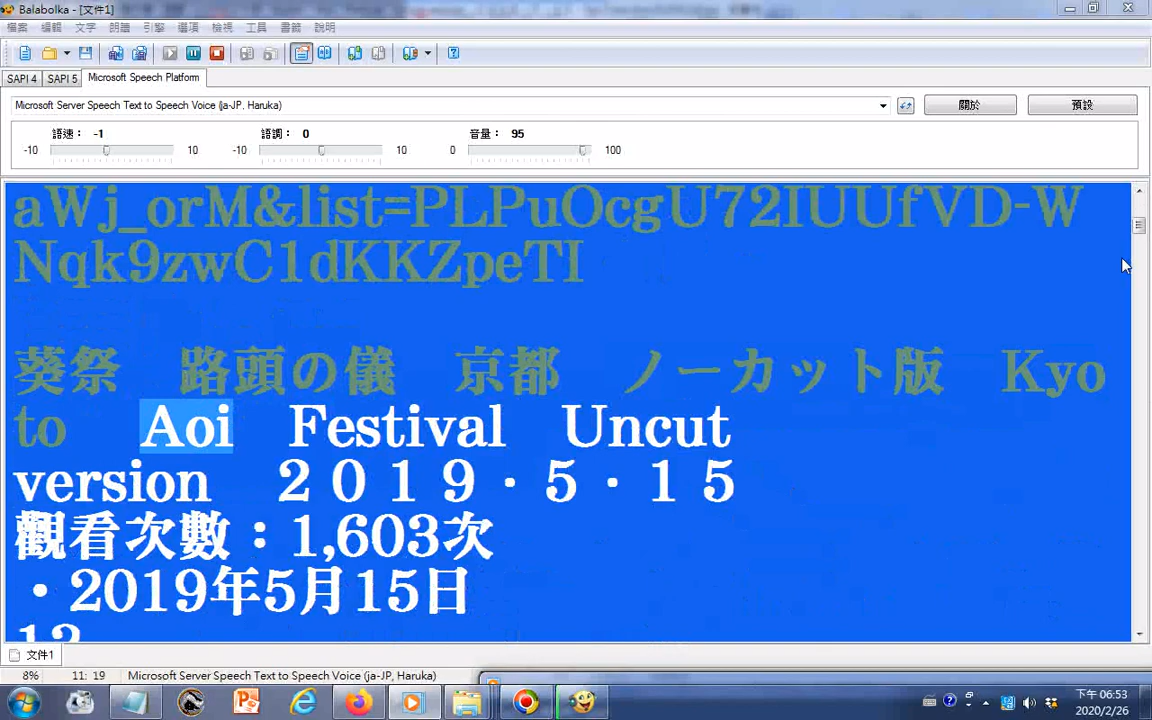 Balabolka - [文件1]
檔案 編輯 文字 朗讀 引擎 選項 檢視 工具 書籤 說明
SAPI 4 SAPI 5 Microsoft Speech Platform
Microsoft Server Speech Text to Speech Voice (ja-JP, Haruka) 關於 預設
語速： -1 語調： 0 音量： 95
-10 10 -10 10 0 100
aWj_orM&list=PLPuOcgU72IUUfVD-W
Nqk9zwC1dKKZpeTI
葵祭　路頭の儀　京都　ノーカット版　Kyo
to　Aoi　Festival　Uncut
version　２０１９・５・１５
觀看次數：1,603次
・2019年5月15日
12
文件1
8% 11: 19 Microsoft Server Speech Text to Speech Voice (ja-JP, Haruka)
下午 06:53
2020/2/26